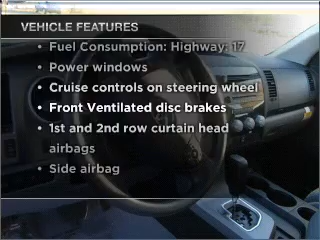 VEHICLE FEATURES
• Fuel Consumption: Highway: 17
• Power windows
• Cruise controls on steering wheel
• Front Ventilated disc brakes
• 1st and 2nd row curtain head
airbags
• Side airbag